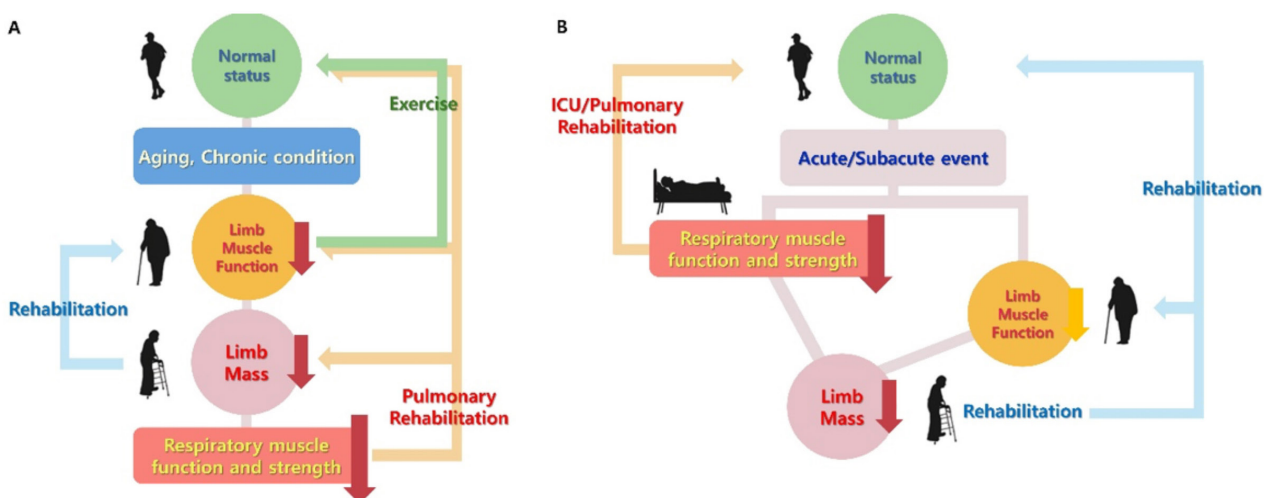 A
Normal
status
Exercise
Aging, Chronic condition
Limb
Muscle
Function
Rehabilitation
Limb
Mass
Pulmonary
Rehabilitation
Respiratory muscle
function and strength
B
Normal
status
ICU/Pulmonary
Rehabilitation
Acute/Subacute event
Rehabilitation
Respiratory muscle
function and strength
Limb
Muscle
Function
Limb
Mass
Rehabilitation